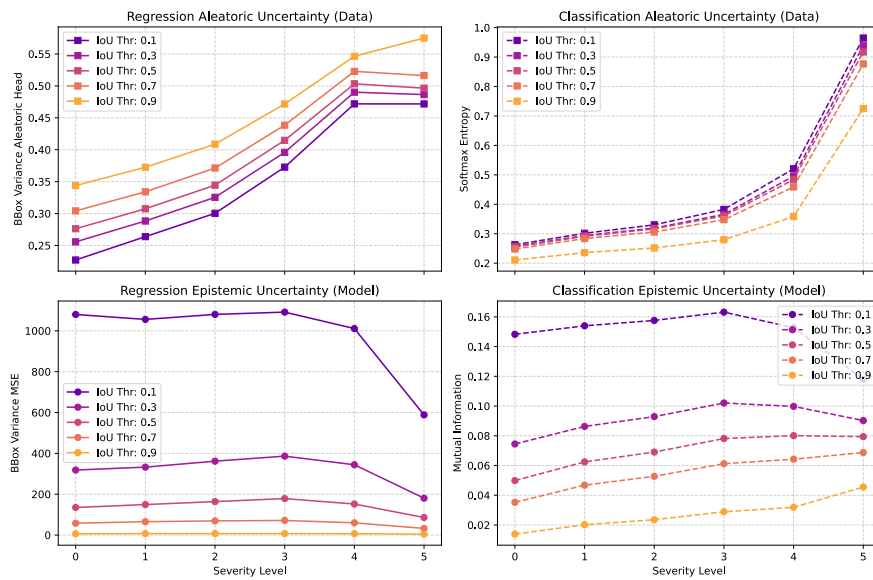 Regression Aleatoric Uncertainty (Data)
BBox Variance Aleatoric Head
0.55
0.50
0.45
0.40
0.35
0.30
0.25
IoU Thr: 0.1
IoU Thr: 0.3
IoU Thr: 0.5
IoU Thr: 0.7
IoU Thr: 0.9
Classification Aleatoric Uncertainty (Data)
Softmax Entropy
1.0
0.9
0.8
0.7
0.6
0.5
0.4
0.3
0.2
IoU Thr: 0.1
IoU Thr: 0.3
IoU Thr: 0.5
IoU Thr: 0.7
IoU Thr: 0.9
Regression Epistemic Uncertainty (Model)
BBox Variance MSE
1000
800
600
400
200
0
IoU Thr: 0.1
IoU Thr: 0.3
IoU Thr: 0.5
IoU Thr: 0.7
IoU Thr: 0.9
0 1 2 3 4 5
Severity Level
Classification Epistemic Uncertainty (Model)
Mutual Information
0.16
0.14
0.12
0.10
0.08
0.06
0.04
0.02
IoU Thr: 0.1
IoU Thr: 0.3
IoU Thr: 0.5
IoU Thr: 0.7
IoU Thr: 0.9
0 1 2 3 4 5
Severity Level